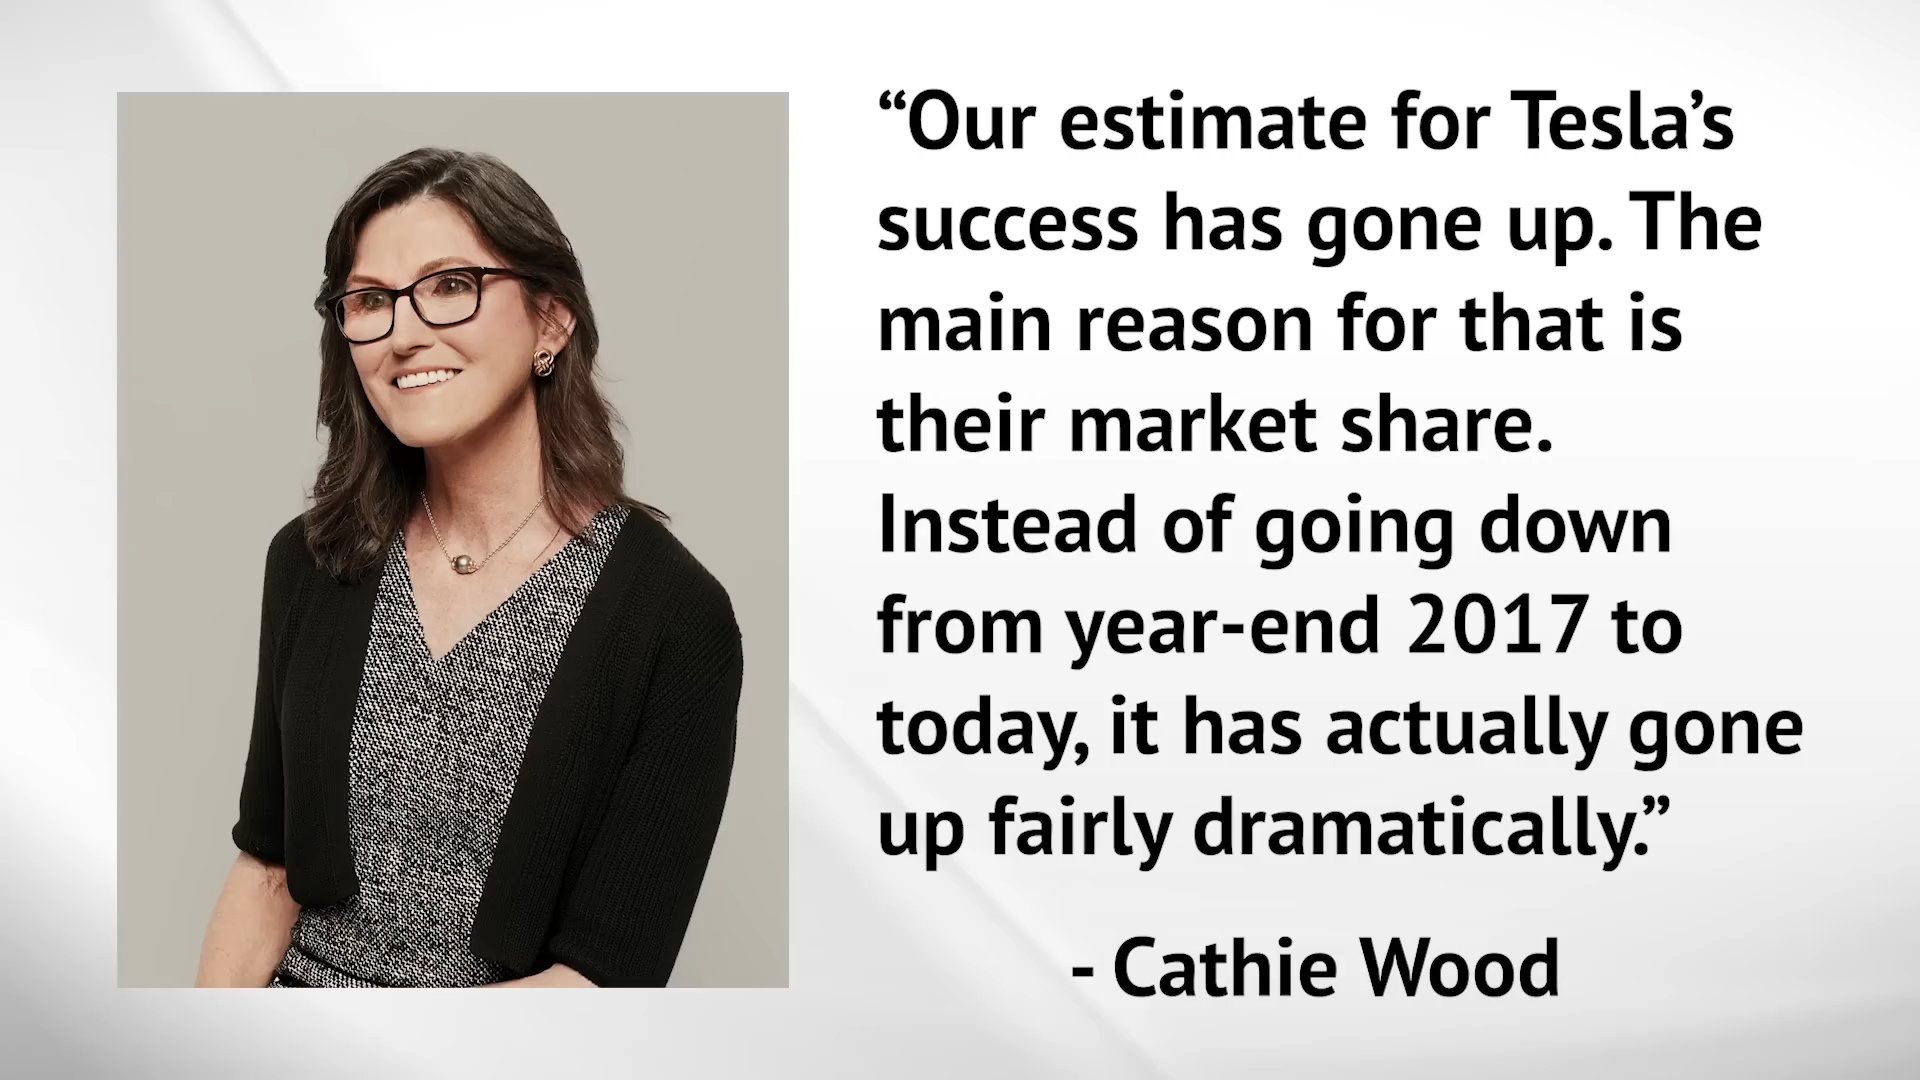 “Our estimate for Tesla’s
success has gone up. The
main reason for that is
their market share.
Instead of going down
from year-end 2017 to
today, it has actually gone
up fairly dramatically.”
- Cathie Wood